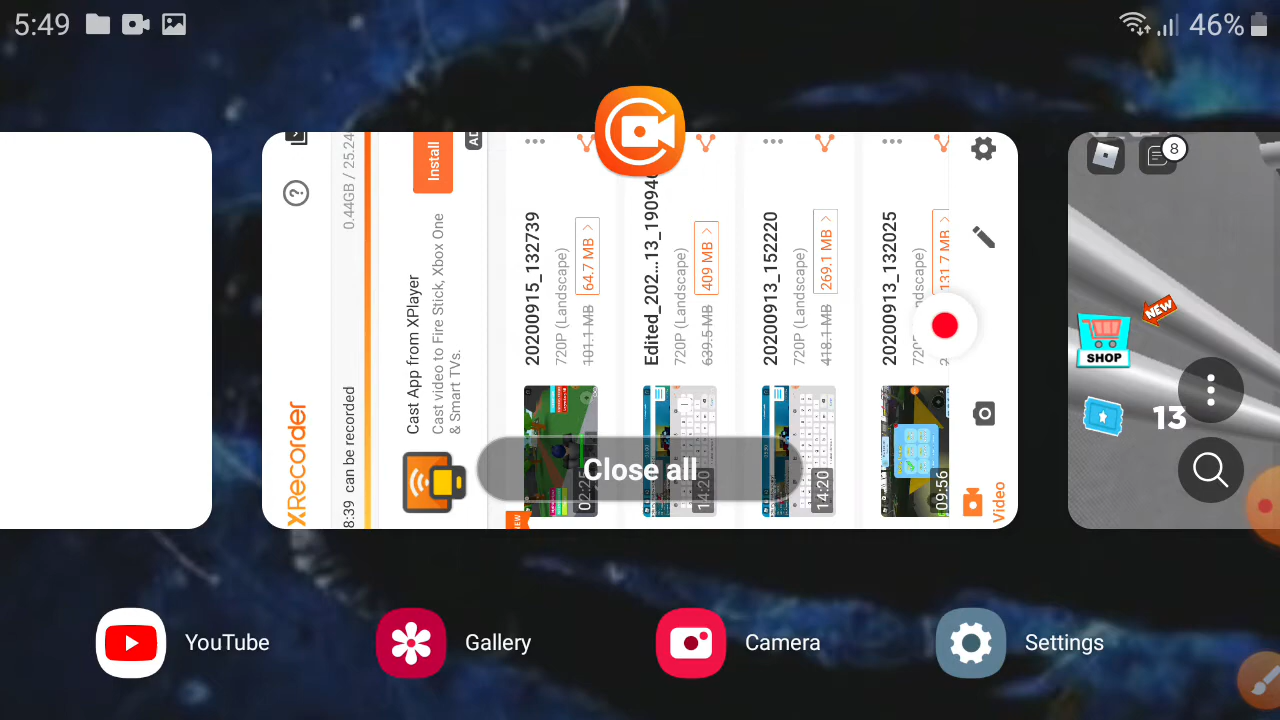 5:49
46%
XRecorder
8:39 can be recorded
0.44GB / 25.24
Cast App from XPlayer
Cast video to Fire Stick, Xbox One
& Smart TVs.
Install
AD
NEW
20200915_132739
720P (Landscape)
101.1 MB 64.7 MB >
02:25
Edited_202...13_19094
720P (Landscape)
639.5 MB 409 MB >
14:20
20200913_152220
720P (Landscape)
418.1 MB 269.1 MB >
14:20
20200913_132025
131.7 MB >
09:56
Video
Close all
8
NEW
SHOP
13
YouTube
Gallery
Camera
Settings